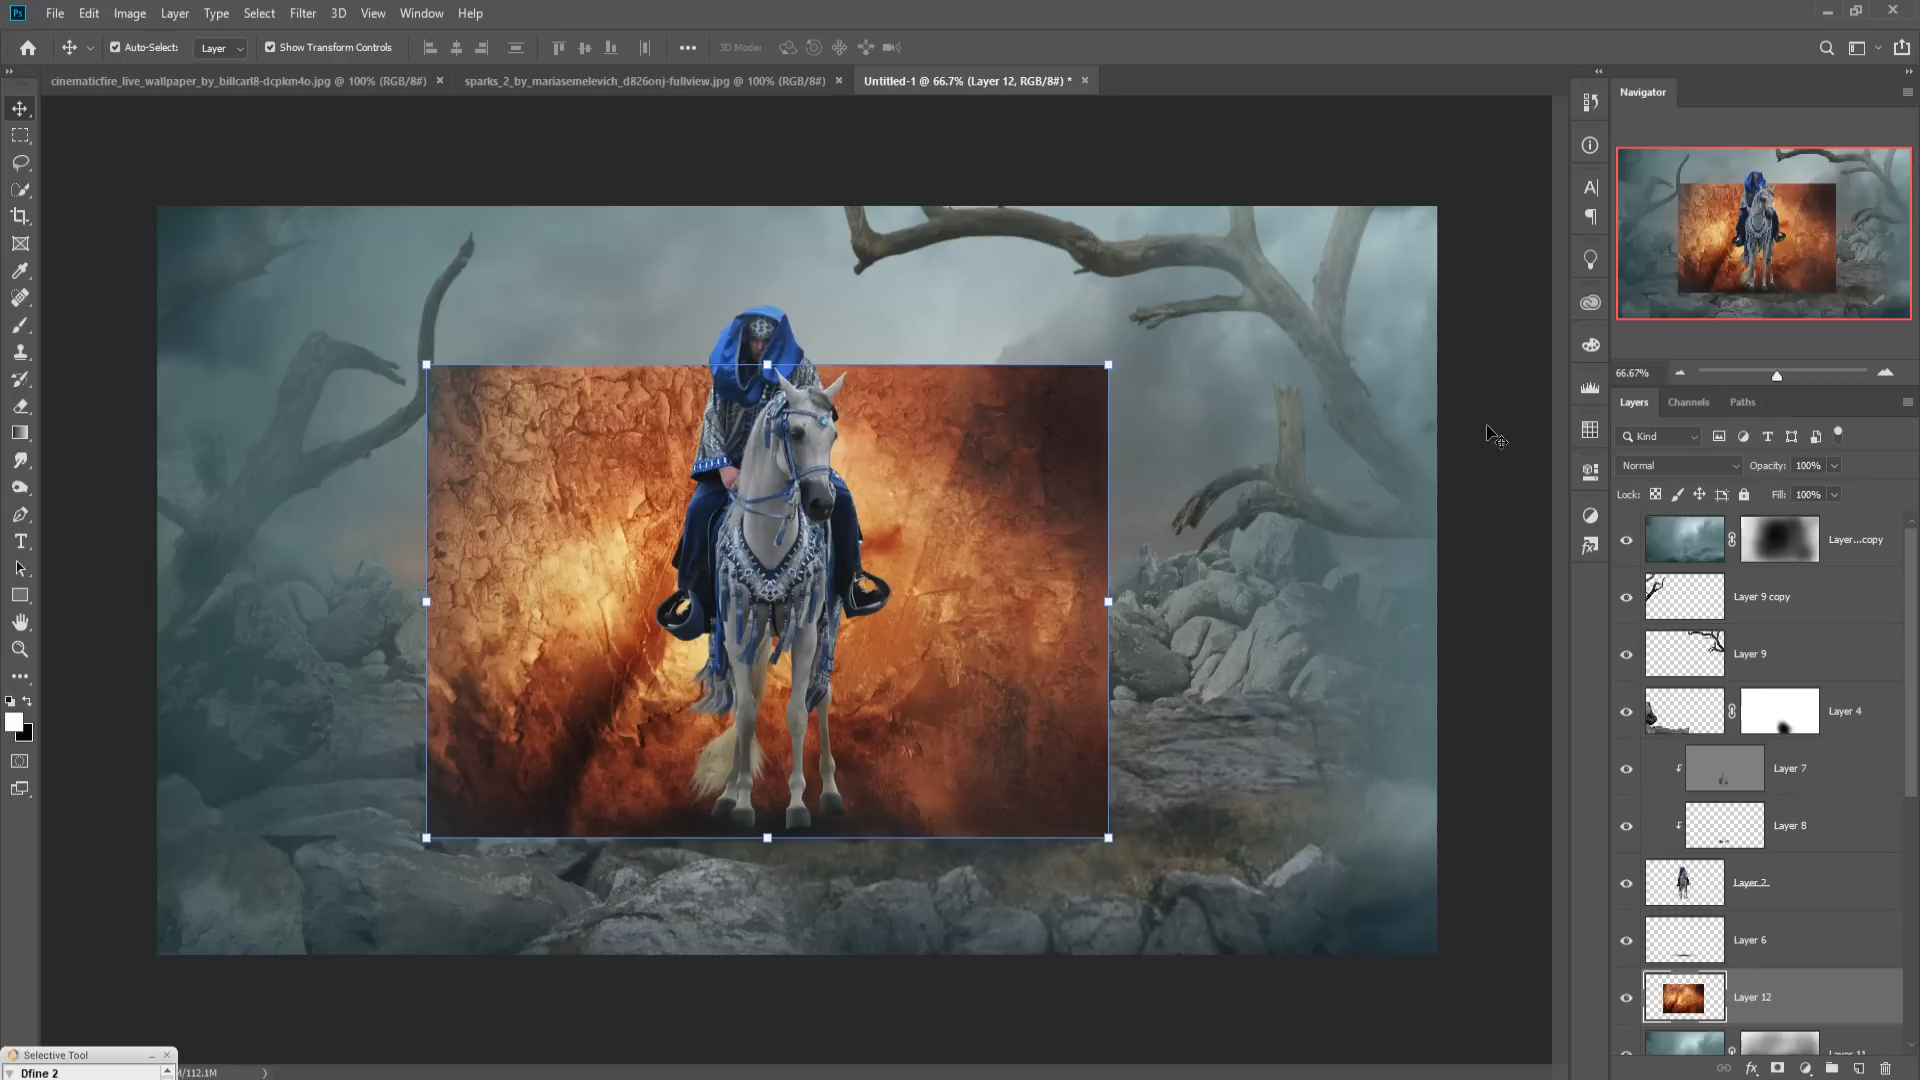 Ps File Edit Image Layer Type Select Filter 3D View Window Help
Auto-Select: Layer Show Transform Controls 3D Mode:
cinematicfire_live_wallpaper_by_billcarl8-dcpkm4o.jpg @ 100% (RGB/8#) × sparks_2_by_mariasemelevich_d826onj-fullview.jpg @ 100% (RGB/8#) × Untitled-1 @ 66.7% (Layer 12, RGB/8#) * ×
Navigator
66.67%
Layers Channels Paths
Kind
Normal Opacity: 100%
Lock: Fill: 100%
Layer...copy
Layer 9 copy
Layer 9
Layer 4
Layer 7
Layer 8
Layer 2
Layer 6
Layer 12
Layer 11
Selective Tool
Dfine 2
M/112.1M